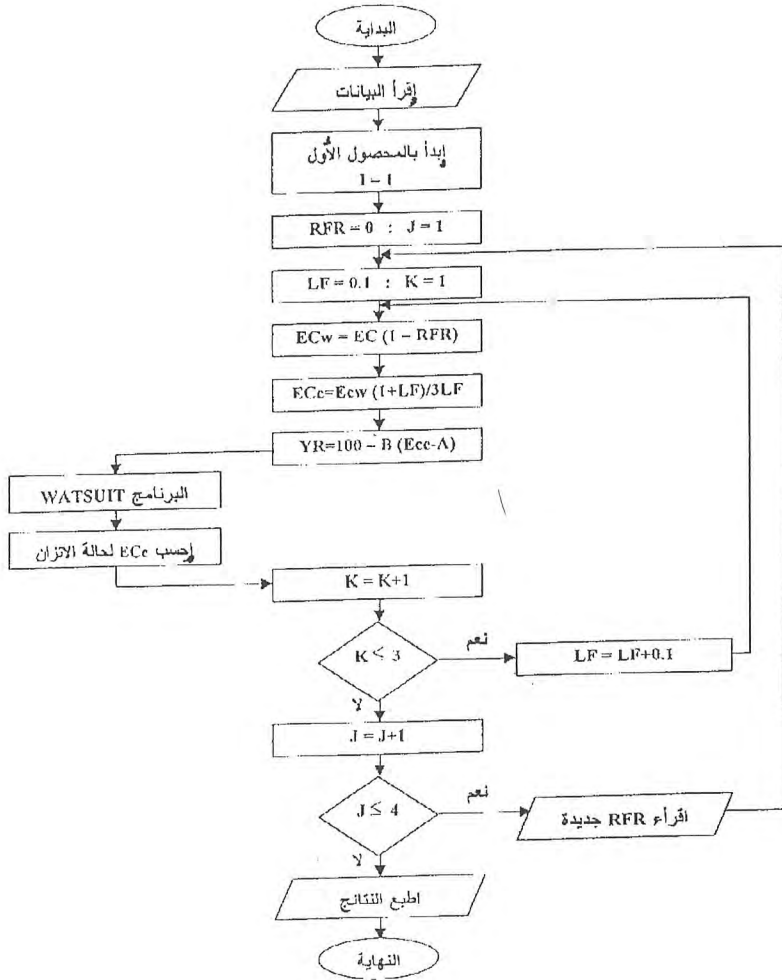 البداية
إقرأ البيانات
إبدأ بالمحصول الأول
I = 1
RFR = 0 : J = 1
LF = 0.1 : K = 1
ECw = EC (1 – RFR)
ECe=Ecw (1+LF)/3LF
YR=100 – B (Ece-A)
البرنامج WATSUIT
إحسب ECe لحالة الاتزان
K = K+1
K ≤ 3
نعم
LF = LF+0.1
لا
J = J+1
J ≤ 4
نعم
اقرأء RFR جديدة
لا
اطبع النتائج
النهاية